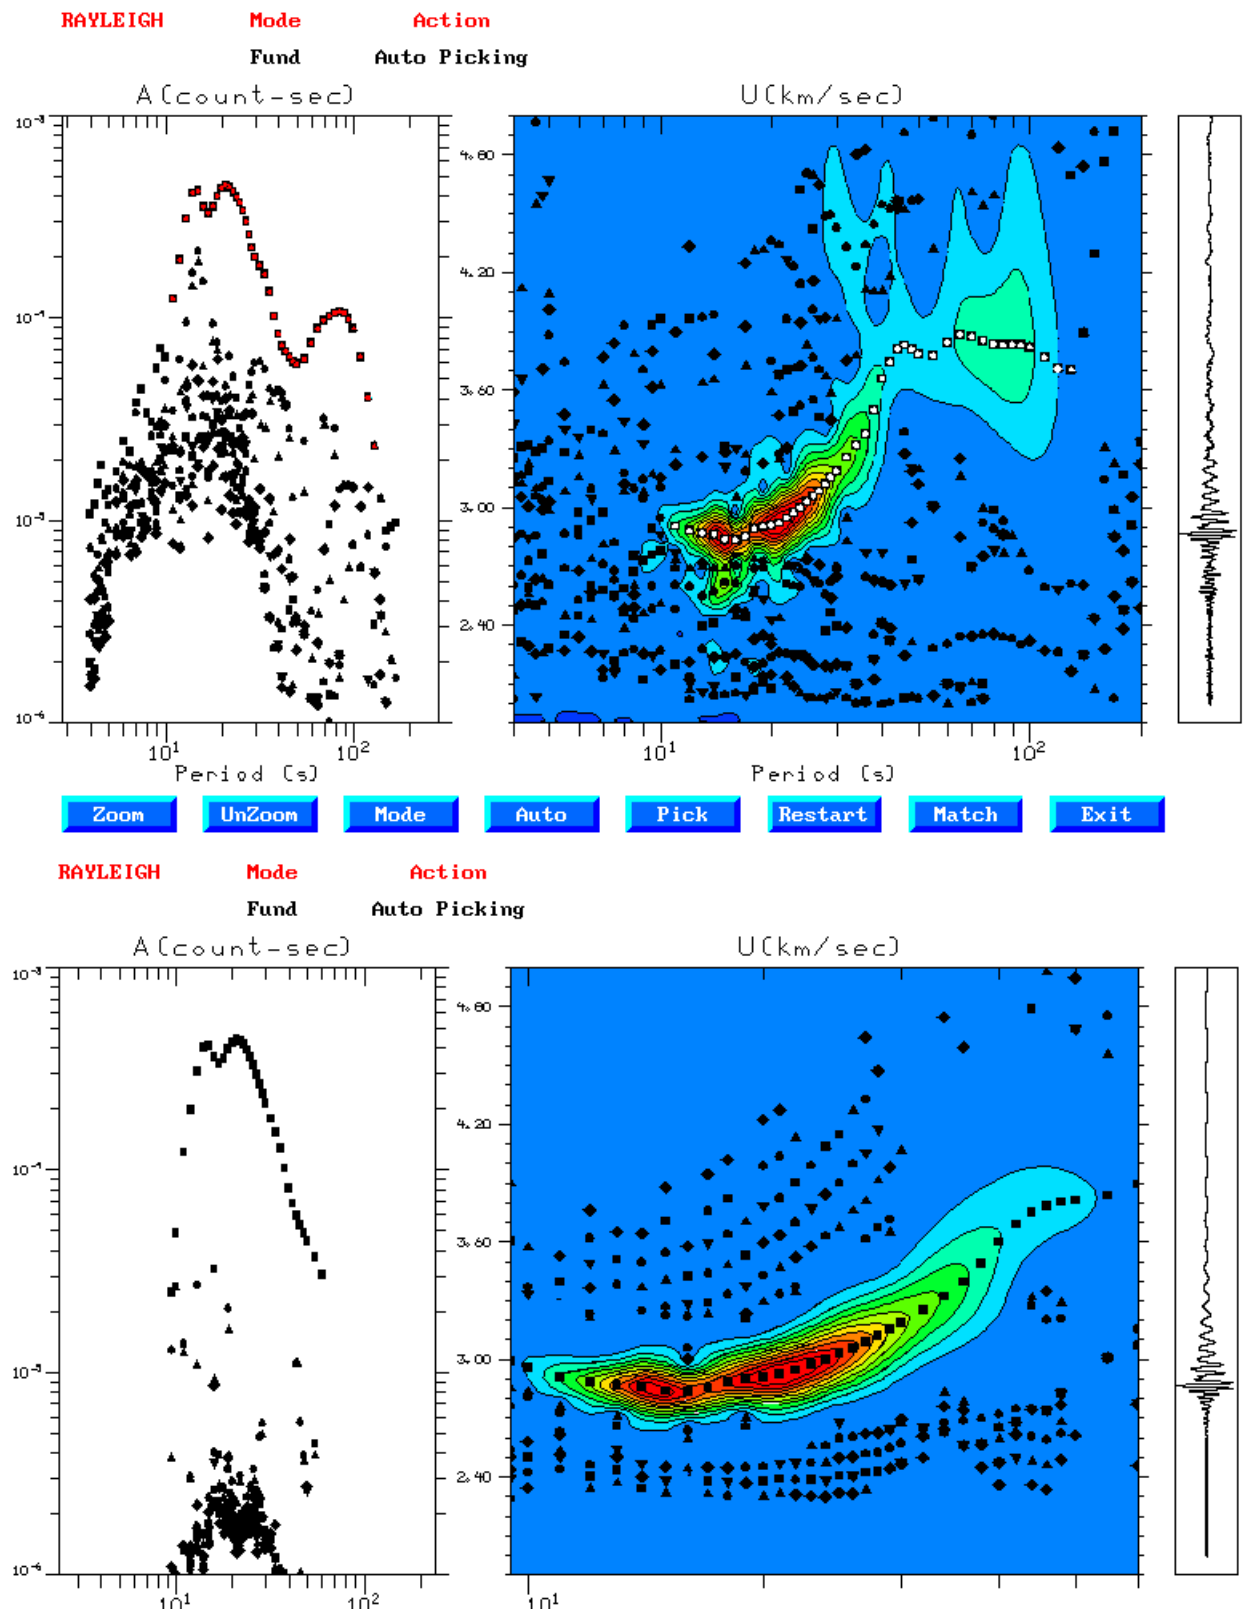 RAYLEIGH Mode Action
Fund Auto Picking
A(count-sec) U(km/sec)
10⁻³
4.80
4.20
10⁻⁴
3.60
3.00
10⁻⁵
2.40
10⁻⁶
10¹ 10² 10¹ 10²
Period (s) Period (s)
Zoom UnZoom Mode Auto Pick Restart Match Exit
RAYLEIGH Mode Action
Fund Auto Picking
A(count-sec) U(km/sec)
10⁻³
4.80
4.20
10⁻⁴
3.60
3.00
10⁻⁵
2.40
10⁻⁶
10¹ 10² 10¹